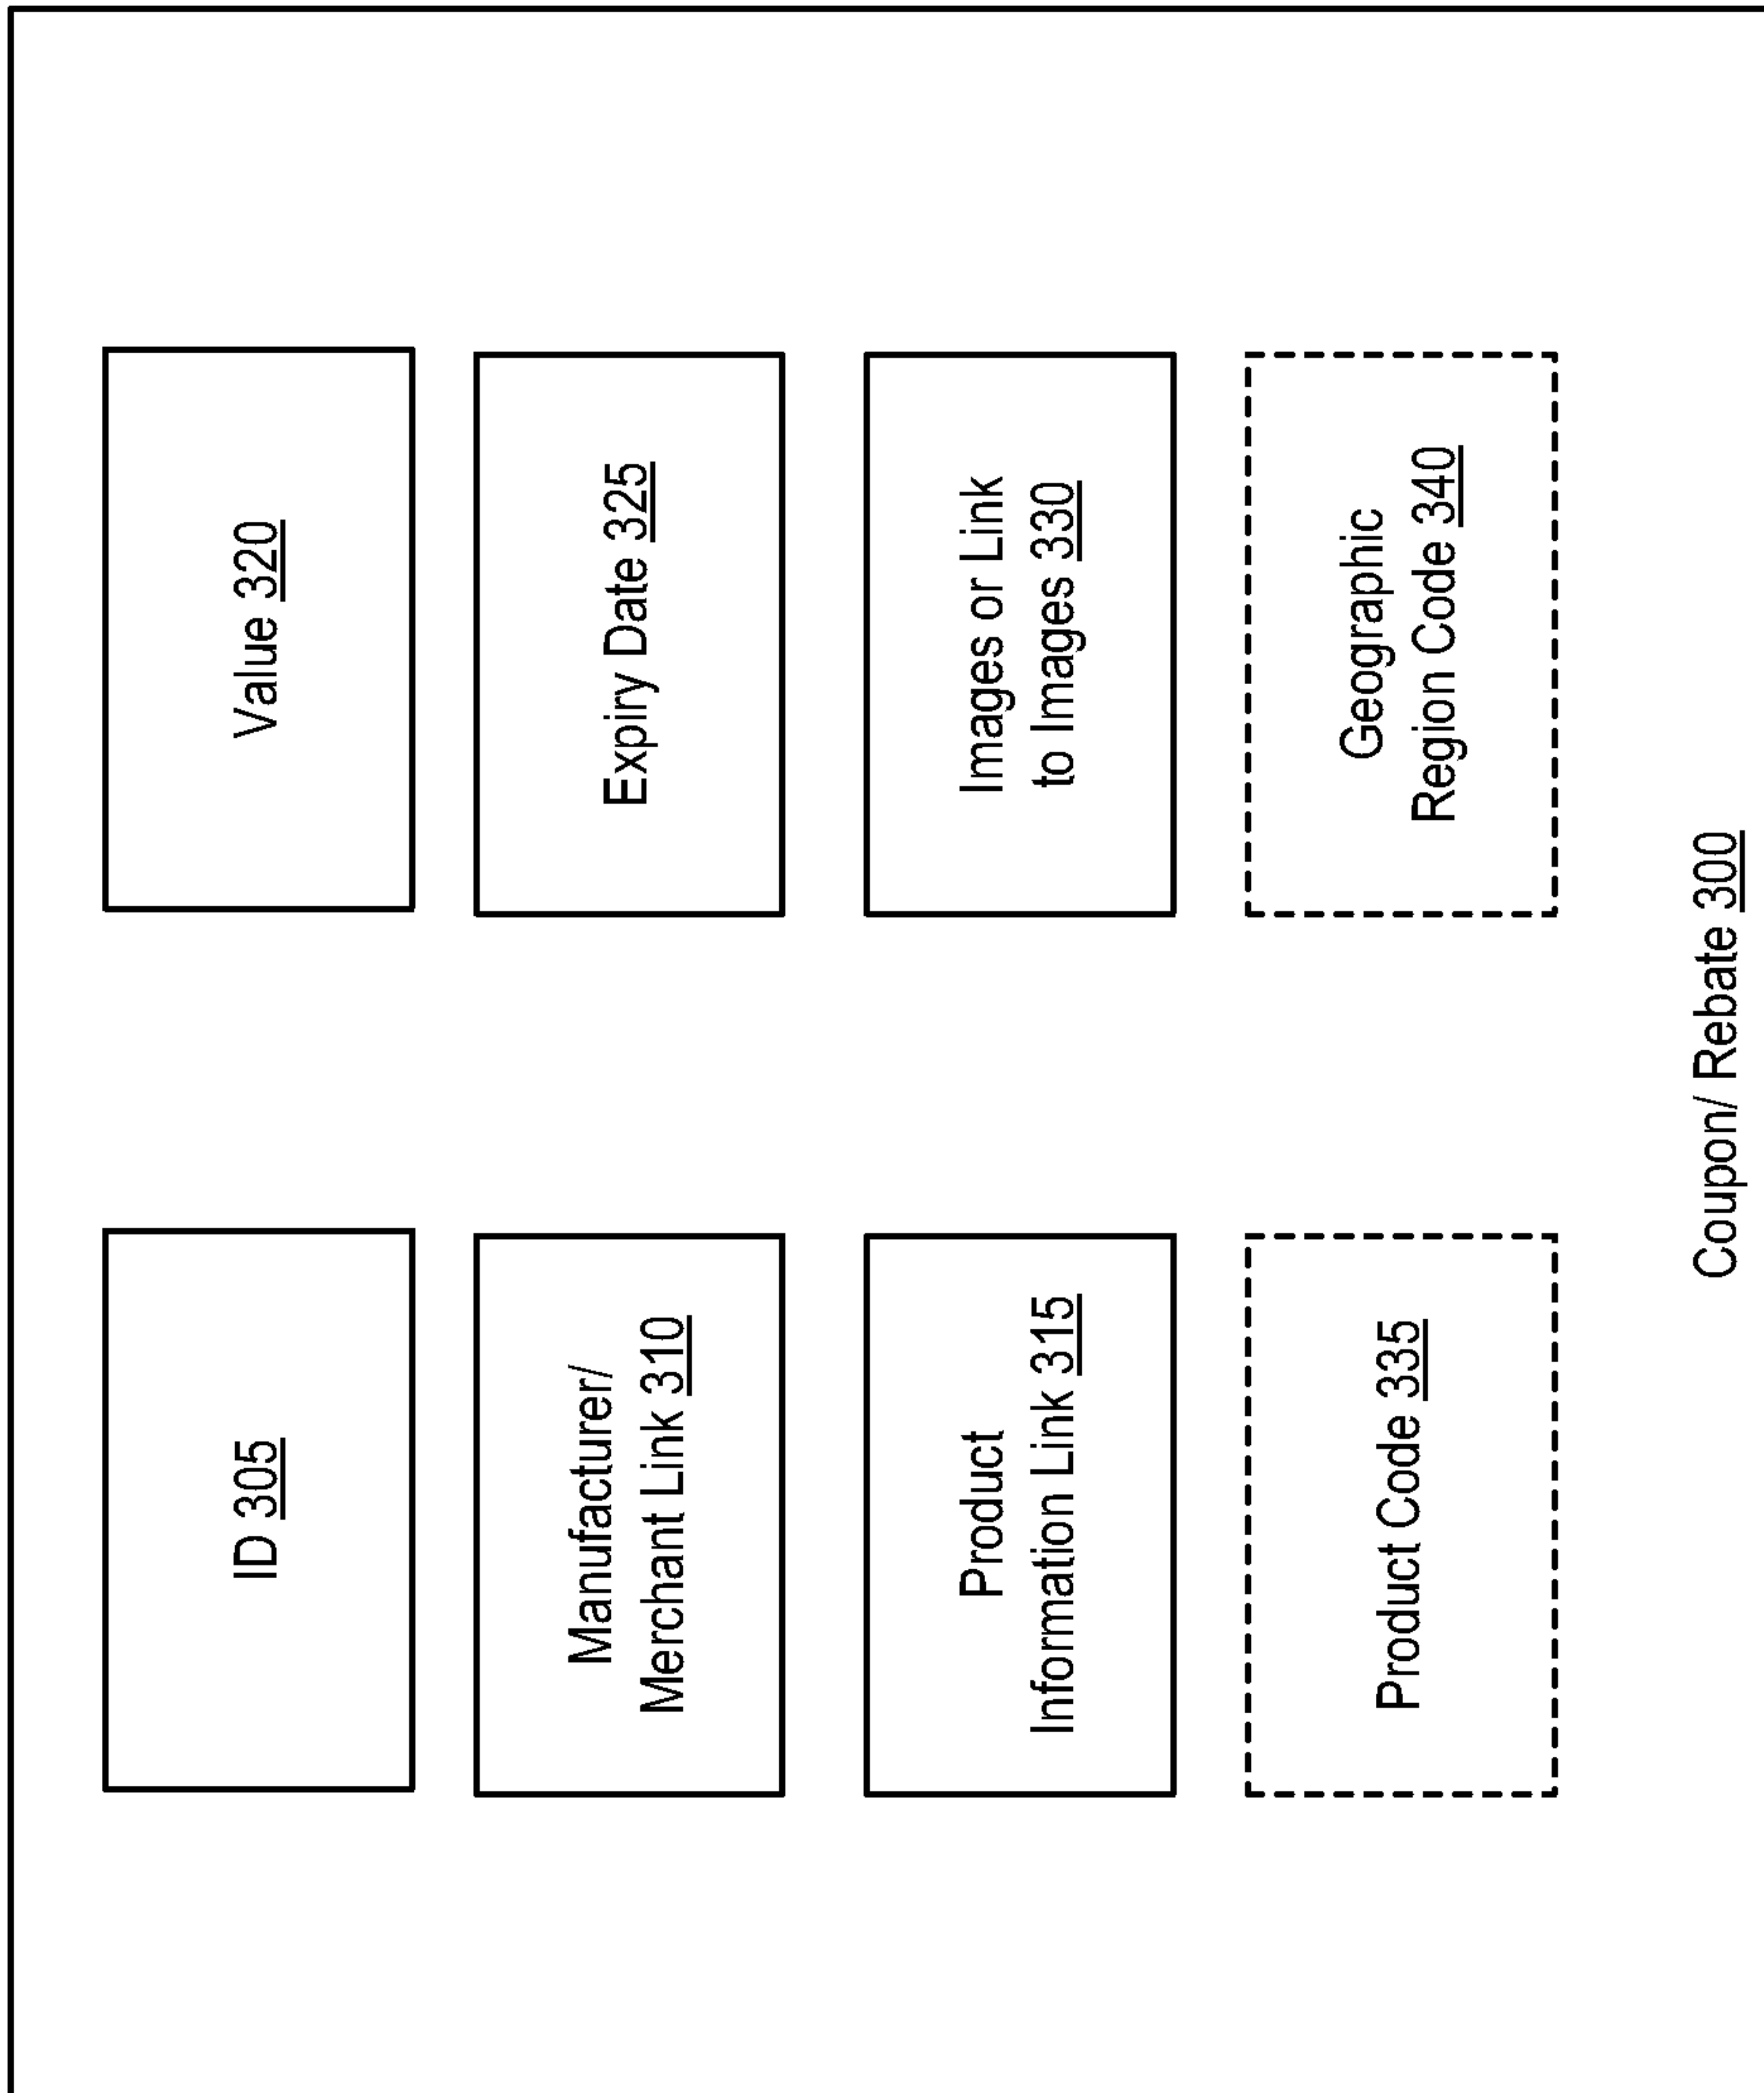 ID 305
Value 320
Manufacturer/
Merchant Link 310
Expiry Date 325
Product
Information Link 315
Images or Link
to Images 330
Product Code 335
Geographic
Region Code 340
Coupon/ Rebate 300